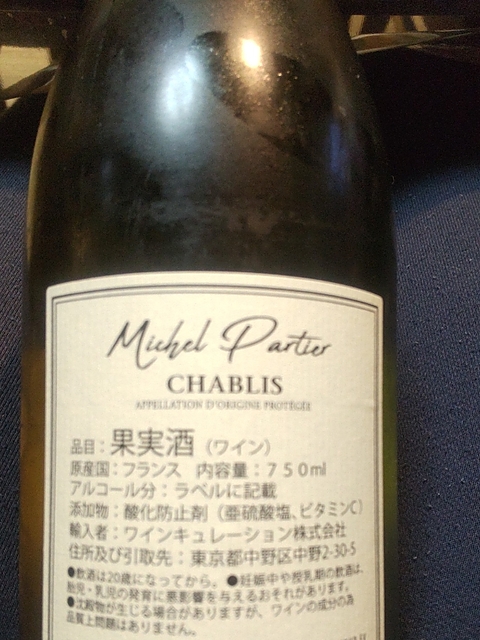 Michel Partier
CHABLIS
APPELLATION D'ORIGINE PROTÉGÉE
品目：果実酒（ワイン）
原産国：フランス 内容量：７５０ml
アルコール分：ラベルに記載
添加物：酸化防止剤（亜硫酸塩、ビタミンC）
輸入者：ワインキュレーション株式会社
住所及び引取先：東京都中野区中野2-30-5
●飲酒は20歳になってから。●妊娠中や授乳期の飲酒は、
胎児・乳児の発育に悪影響を与えるおそれがあります。
●沈殿物が生じる場合がありますが、ワインの成分の為
品質上問題はありません。